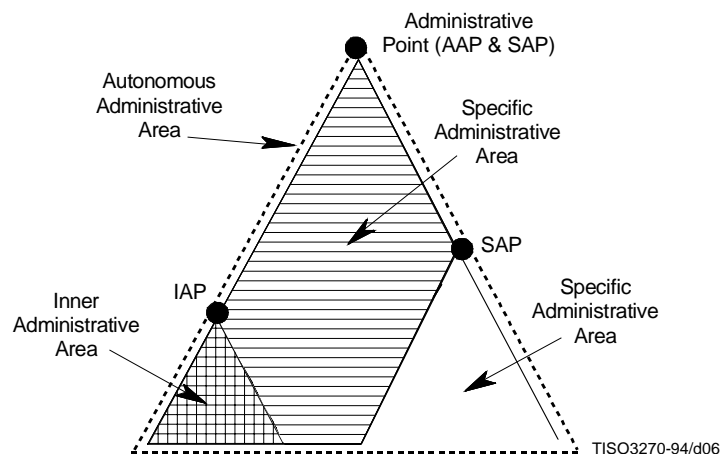 Administrative
Point (AAP & SAP)
Autonomous
Administrative
Area
Specific
Administrative
Area
SAP
IAP
Inner
Administrative
Area
Specific
Administrative
Area
TISO3270-94/d06